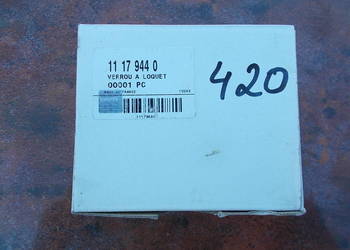 11 17 944 0
VERROU A LOQUET
00001 PC
420